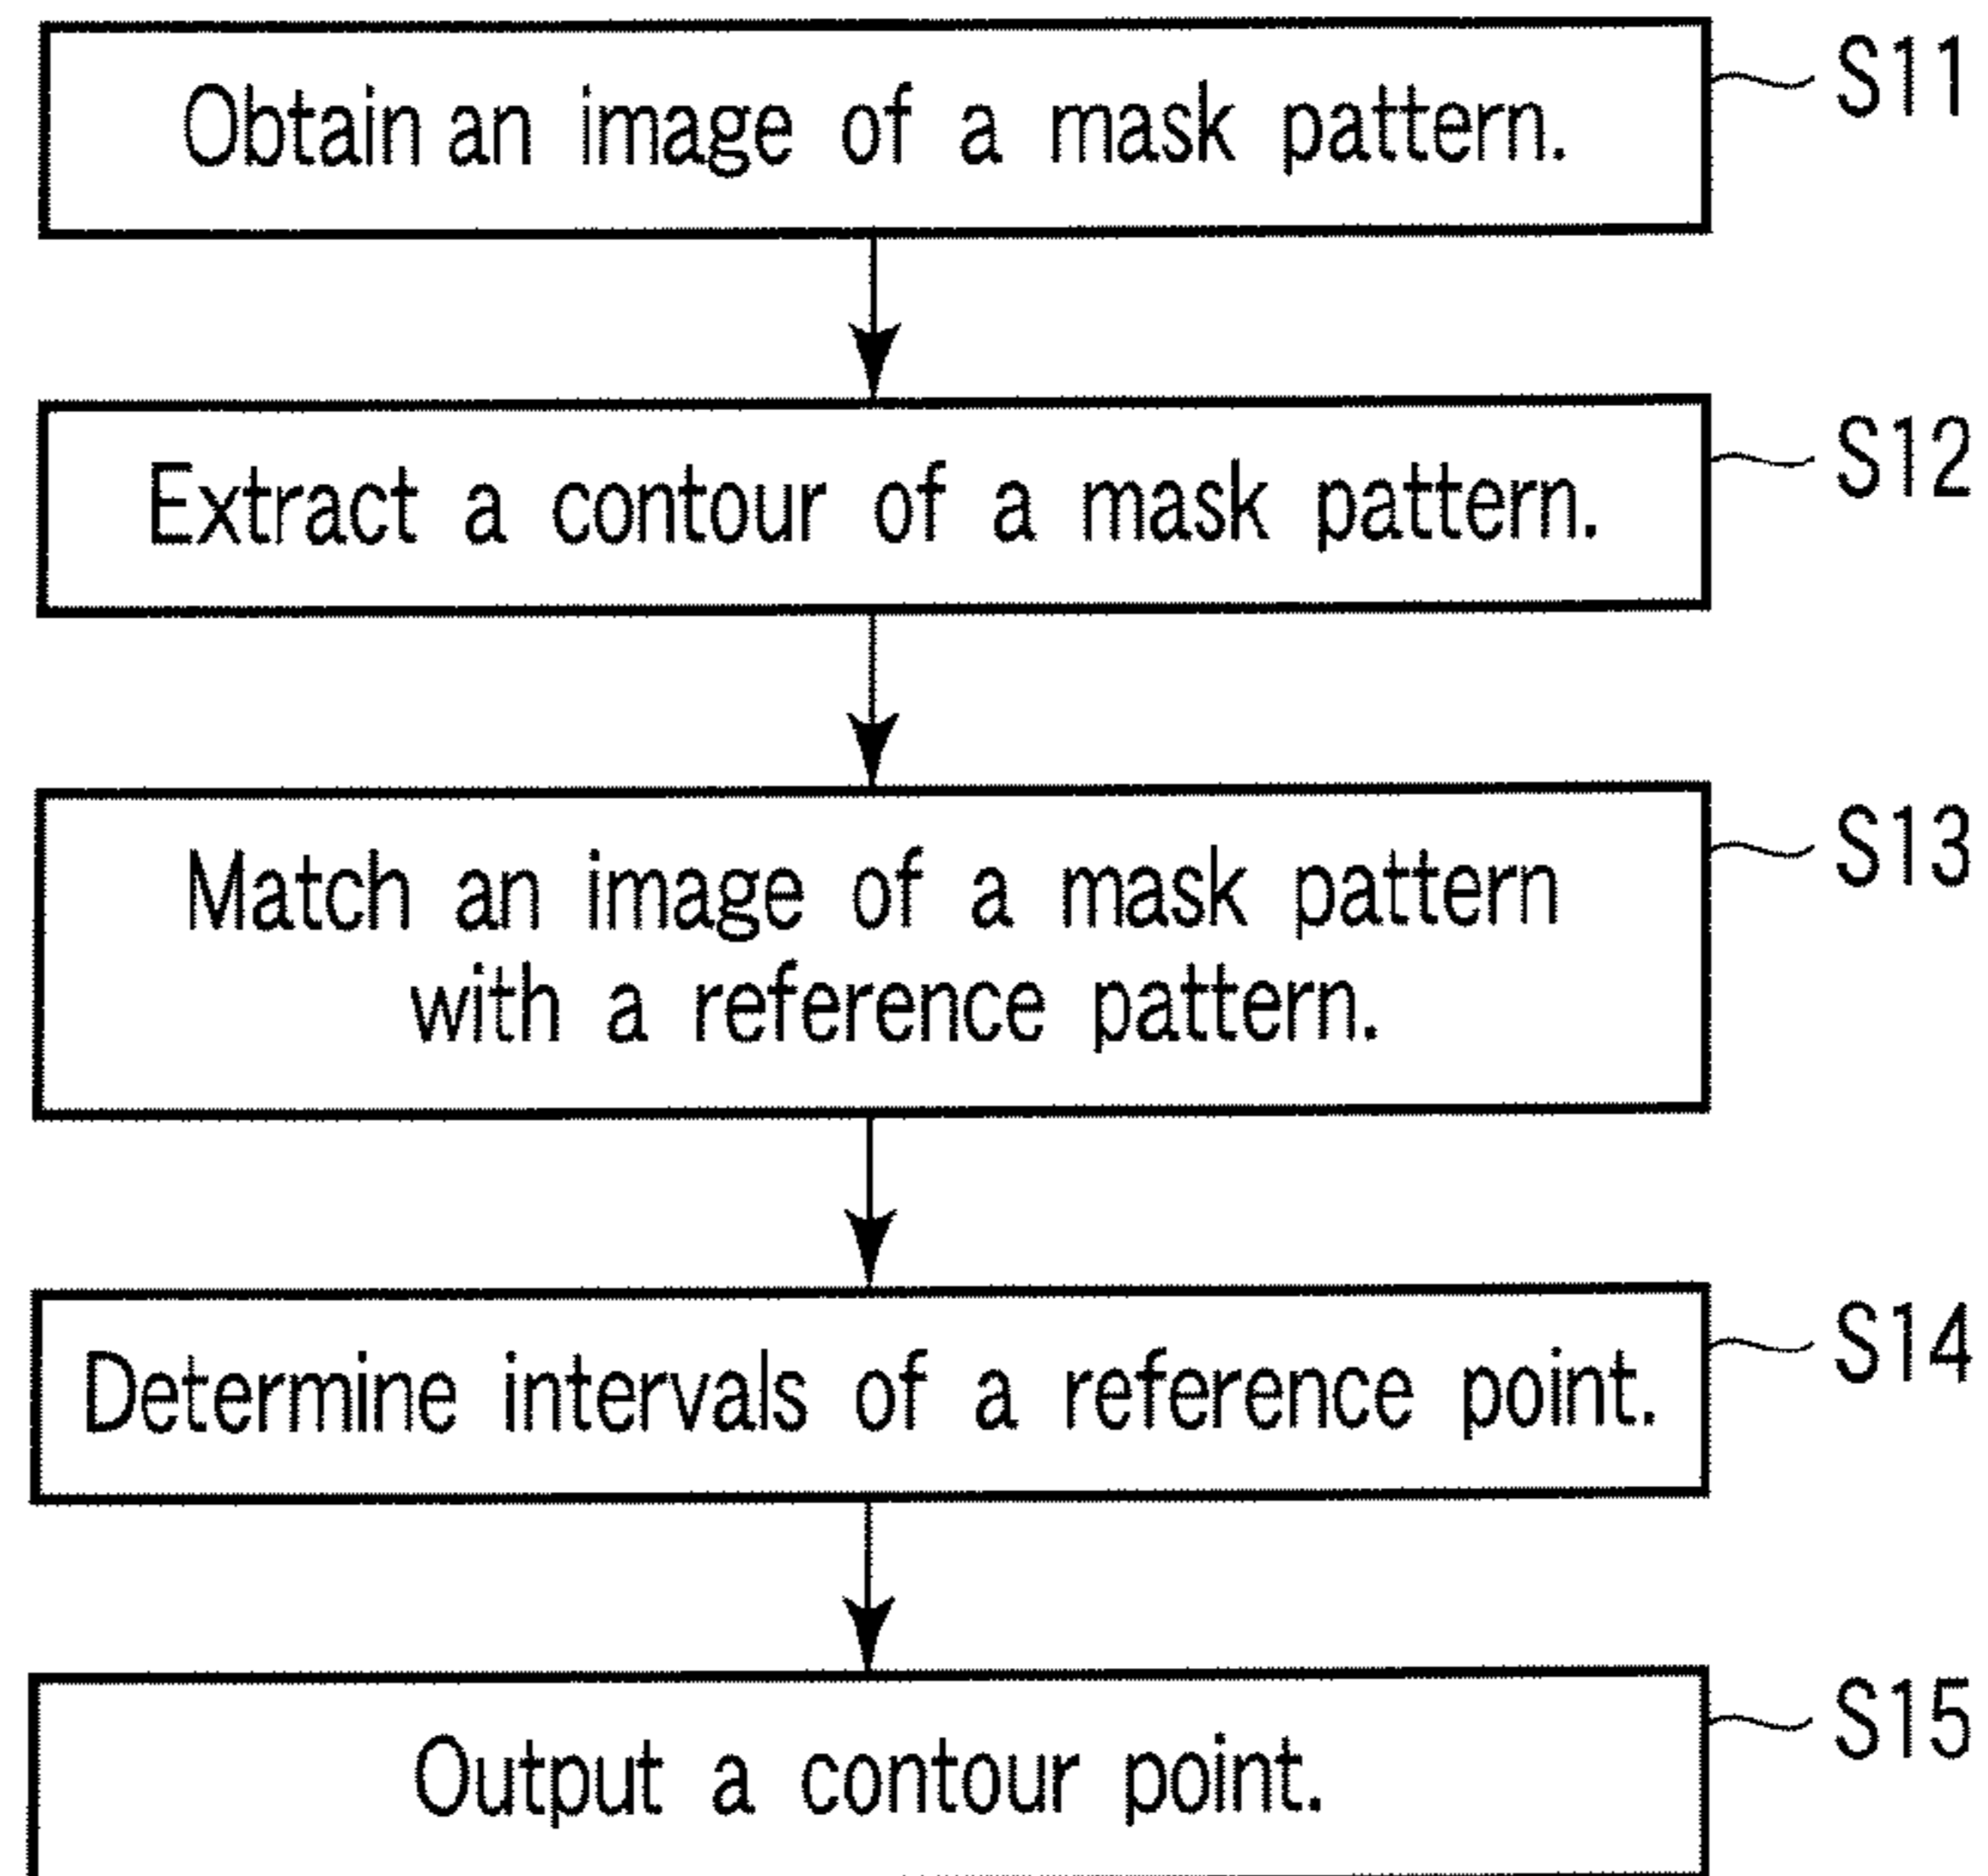 Obtain an image of a mask pattern.
S11
Extract a contour of a mask pattern.
S12
Match an image of a mask pattern
with a reference pattern.
S13
Determine intervals of a reference point.
S14
Output a contour point.
S15